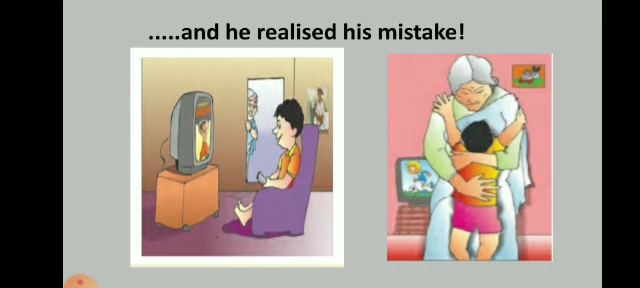 .....and he realised his mistake!